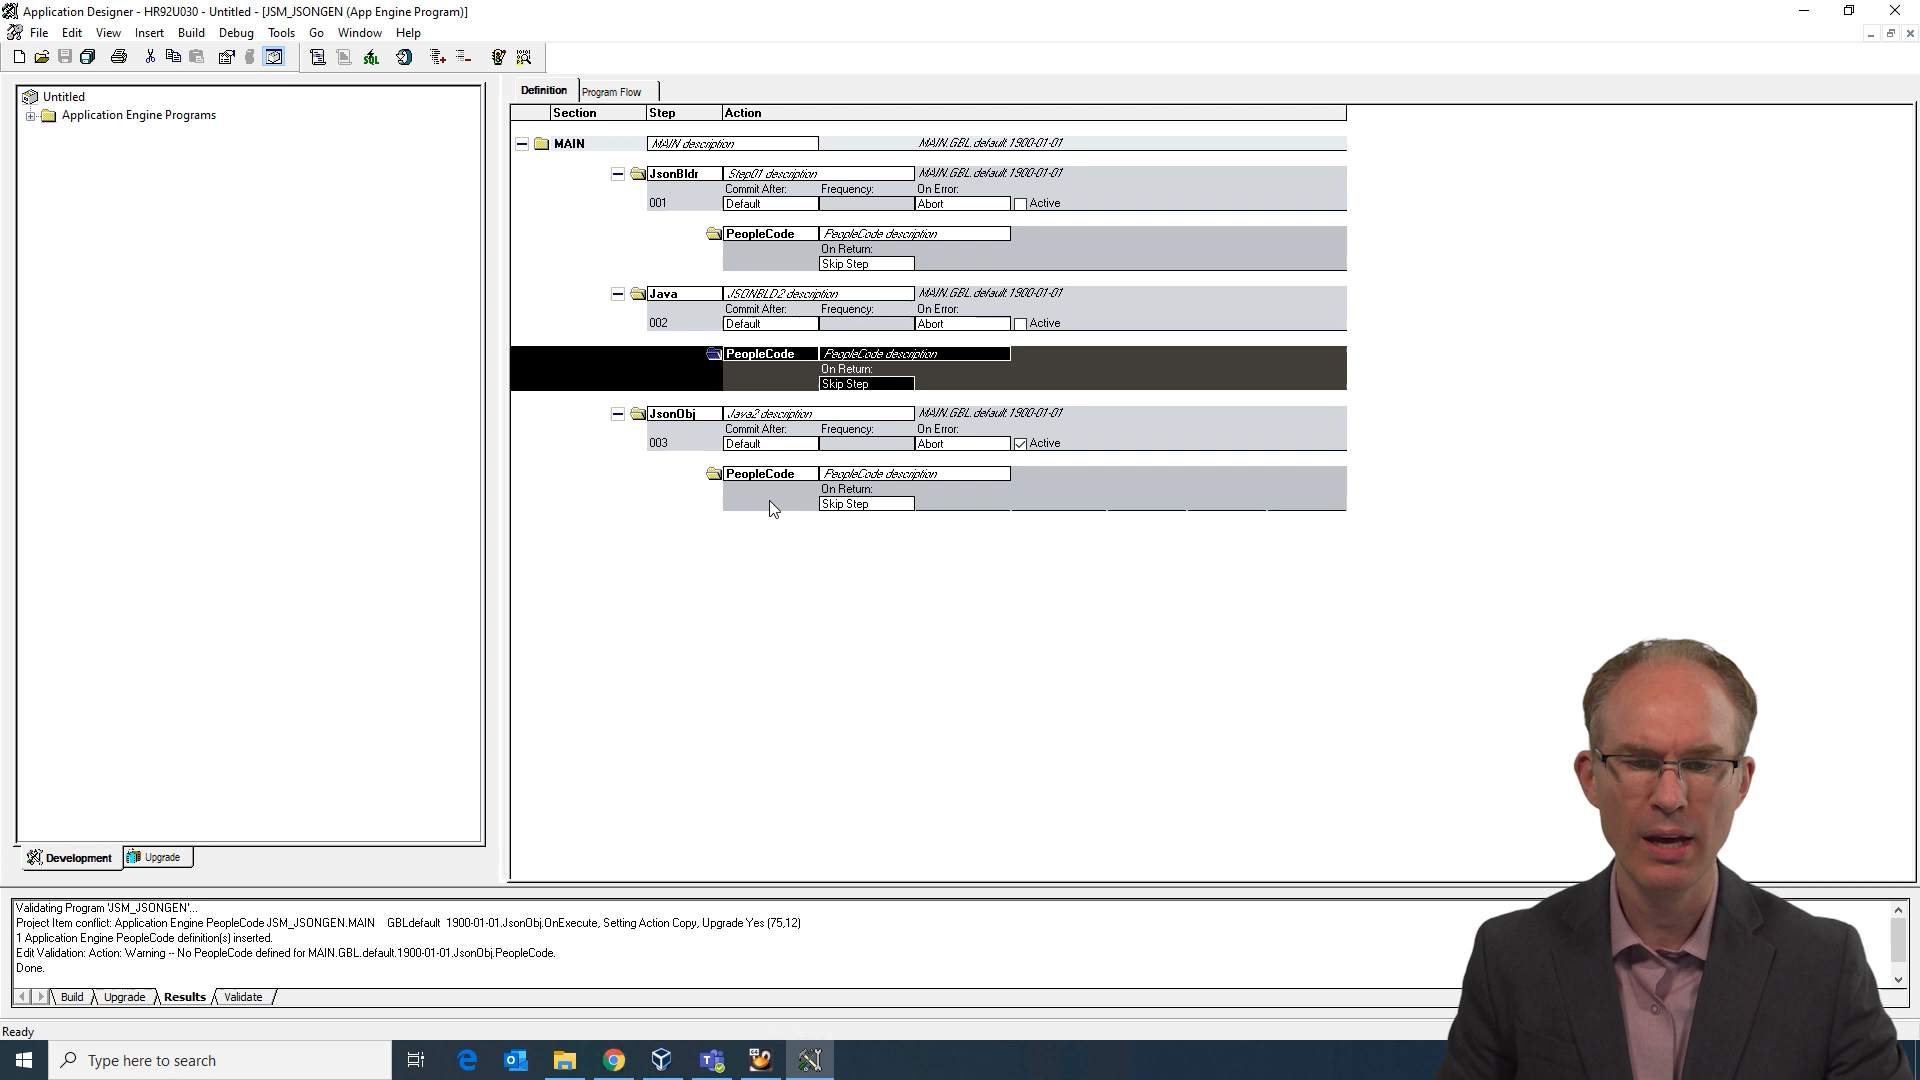 Application Designer - HR92U030 - Untitled - [JSM_JSONGEN (App Engine Program)]
File Edit View Insert Build Debug Tools Go Window Help
Untitled
Application Engine Programs
Definition Program Flow
Section Step Action
MAIN MAIN description MAIN.GBL.default.1900-01-01
JsonBldr Step01 description MAIN.GBL.default.1900-01-01
Commit After: Frequency: On Error:
001 Default Abort Active
PeopleCode PeopleCode description
On Return:
Skip Step
Java JSONBLD2 description MAIN.GBL.default.1900-01-01
Commit After: Frequency: On Error:
002 Default Abort Active
PeopleCode PeopleCode description
On Return:
Skip Step
JsonObj Java2 description MAIN.GBL.default.1900-01-01
Commit After: Frequency: On Error:
003 Default Abort Active
PeopleCode PeopleCode description
On Return:
Skip Step
Development Upgrade
Validating Program 'JSM_JSONGEN'...
Project Item conflict: Application Engine PeopleCode JSM_JSONGEN.MAIN GBLdefault 1900-01-01.JsonObj.OnExecute, Setting Action Copy, Upgrade Yes (75,12)
1 Application Engine PeopleCode definition(s) inserted.
Edit Validation: Action: Warning -- No PeopleCode defined for MAIN.GBL.default.1900-01-01.JsonObj.PeopleCode.
Done.
Build Upgrade Results Validate
Ready
Type here to search